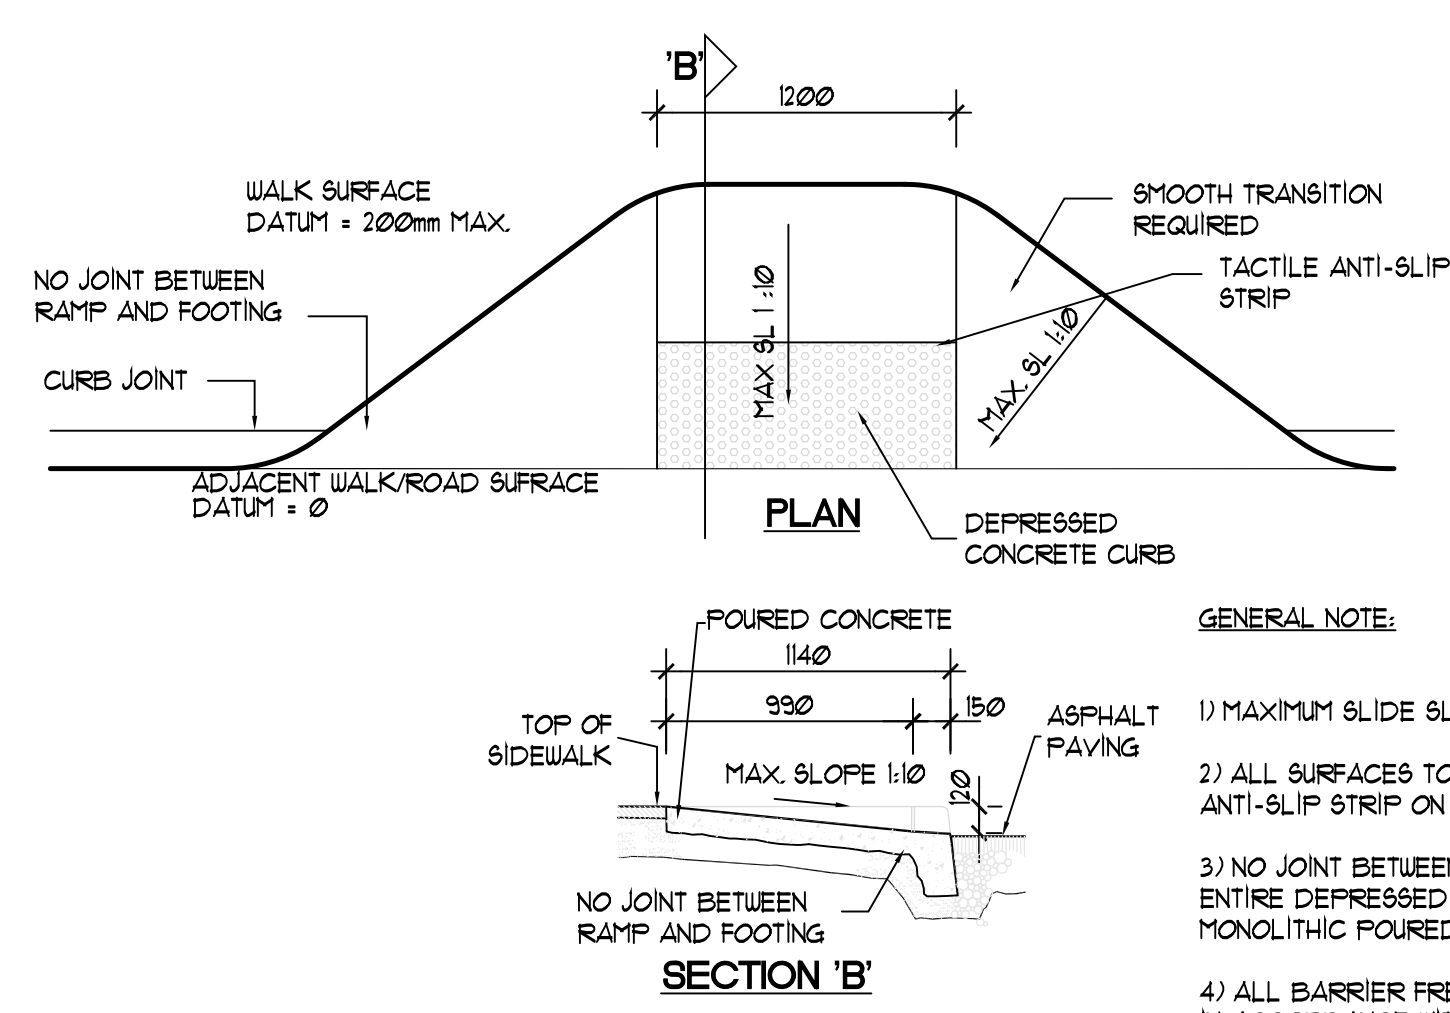 'B'
1200
WALK SURFACE
DATUM = 200mm MAX.
SMOOTH TRANSITION
REQUIRED
NO JOINT BETWEEN
RAMP AND FOOTING
TACTILE ANTI-SLIP
STRIP
MAX SL 1 :10
MAX. SL 1:10
CURB JOINT
ADJACENT WALK/ROAD SUFRACE
DATUM = 0
PLAN
DEPRESSED
CONCRETE CURB
POURED CONCRETE
1140
990
150
TOP OF
SIDEWALK
ASPHALT
PAVING
MAX. SLOPE 1:10
120
NO JOINT BETWEEN
RAMP AND FOOTING
SECTION 'B'
GENERAL NOTE:
1) MAXIMUM SLIDE SL
2) ALL SURFACES TO
ANTI-SLIP STRIP ON
3) NO JOINT BETWEEN
ENTIRE DEPRESSED
MONOLITHIC POURED
4) ALL BARRIER FRE